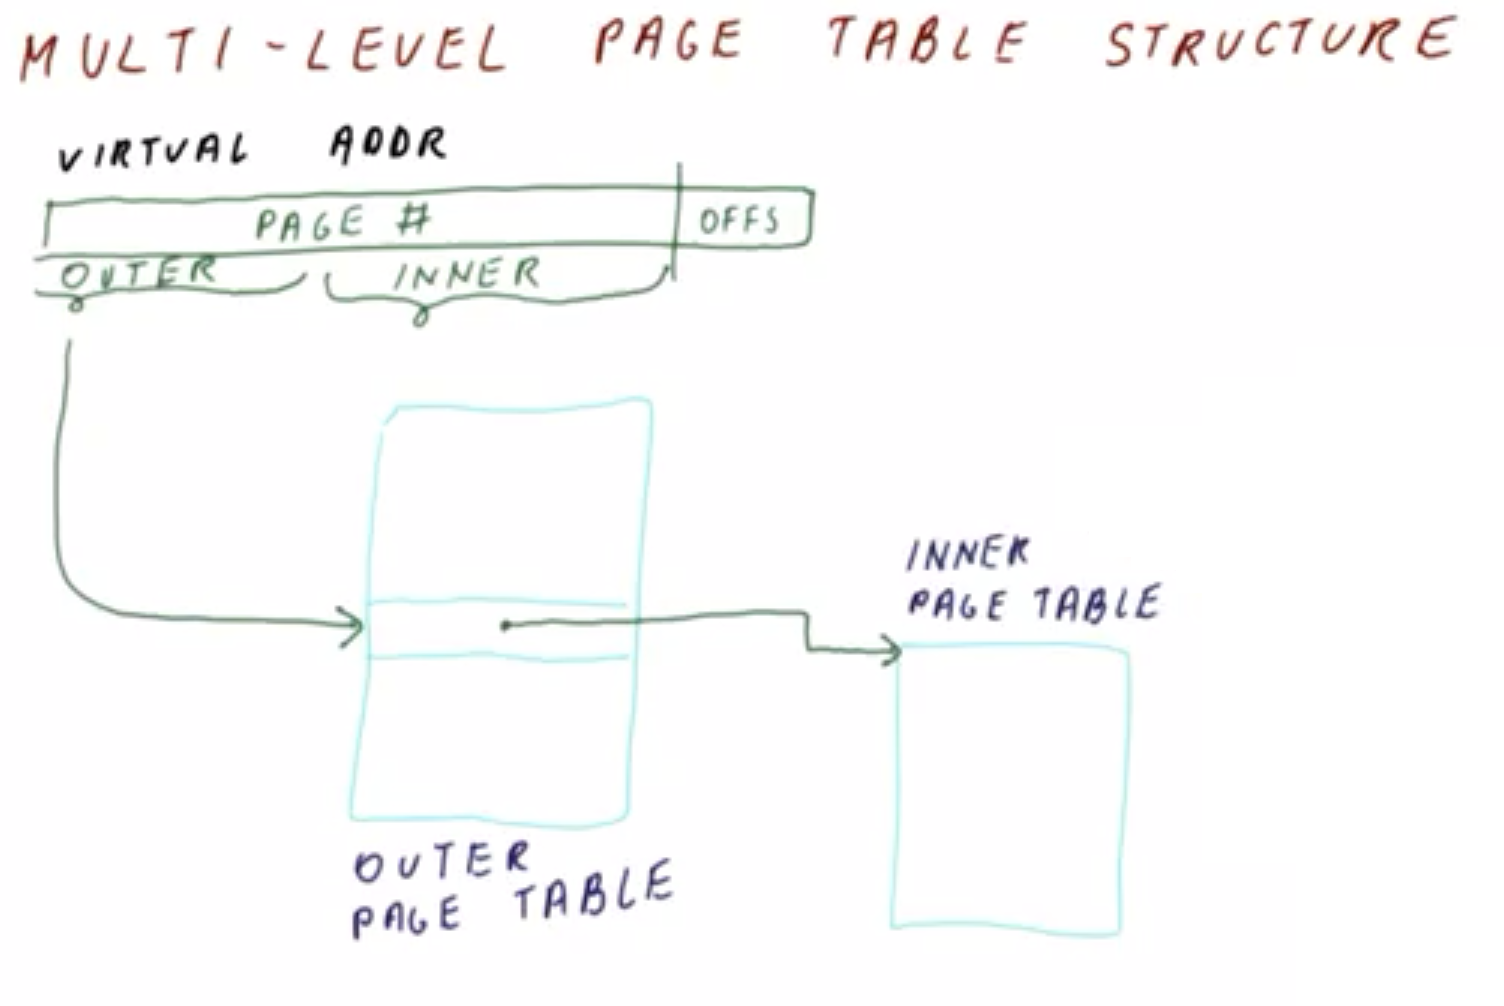 MULTI-LEVEL PAGE TABLE STRUCTURE
VIRTUAL ADDR
PAGE # OFFS
OUTER INNER
INNER
PAGE TABLE
OUTER
PAGE TABLE